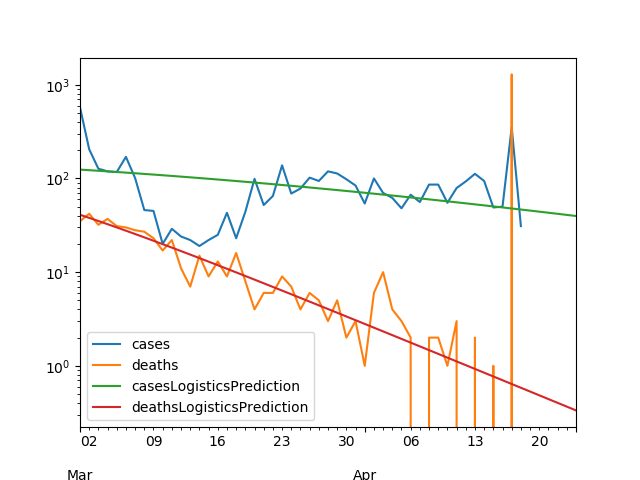 10³
10²
10¹
10⁰
cases
deaths
casesLogisticsPrediction
deathsLogisticsPrediction
02 09 16 23 30 06 13 20
Mar Apr